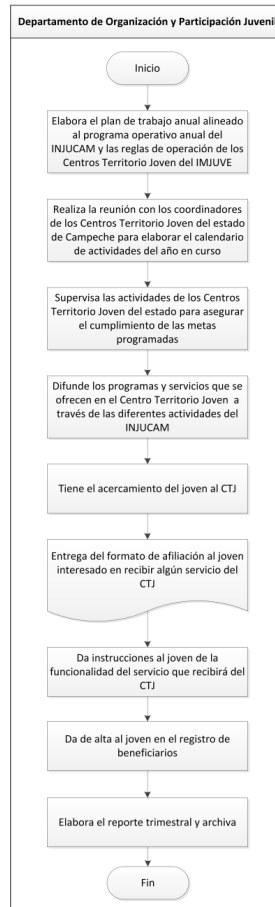 Departamento de Organización y Participación Juvenil
Inicio
Elabora el plan de trabajo anual alineado
al programa operativo anual del
INJUCAM y las reglas de operación de los
Centros Territorio Joven del IMJUVE
Realiza la reunión con los coordinadores
de los Centros Territorio Joven del estado
de Campeche para elaborar el calendario
de actividades del año en curso
Supervisa las actividades de los Centros
Territorio Joven del estado para asegurar
el cumplimiento de las metas
programadas
Difunde los programas y servicios que se
ofrecen en el Centro Territorio Joven a
través de las diferentes actividades del
INJUCAM
Tiene el acercamiento del joven al CTJ
Entrega del formato de afiliación al joven
interesado en recibir algún servicio del
CTJ
Da instrucciones al joven de la
funcionalidad del servicio que recibirá del
CTJ
Da de alta al joven en el registro de
beneficiarios
Elabora el reporte trimestral y archiva
Fin